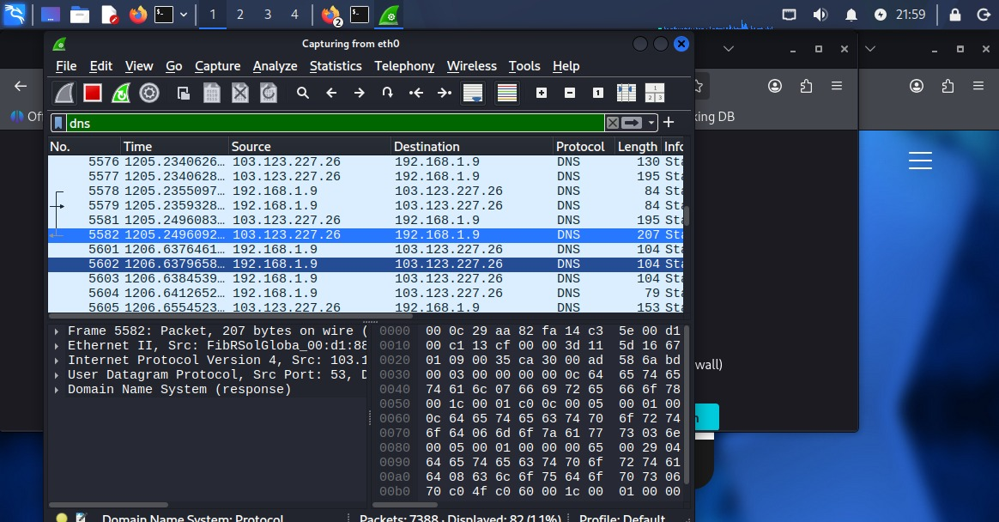 1 2 3 4 2 21:59
Capturing from eth0
File Edit View Go Capture Analyze Statistics Telephony Wireless Tools Help
Off
king DB
dns
No. Time Source Destination Protocol Length Info
5576 1205.2340626… 103.123.227.26 192.168.1.9 DNS 130 Sta
5577 1205.2340628… 103.123.227.26 192.168.1.9 DNS 195 Sta
5578 1205.2355097… 192.168.1.9 103.123.227.26 DNS 84 Sta
5579 1205.2359328… 192.168.1.9 103.123.227.26 DNS 84 Sta
5581 1205.2496083… 103.123.227.26 192.168.1.9 DNS 195 Sta
5582 1205.2496092… 103.123.227.26 192.168.1.9 DNS 207 Sta
5601 1206.6376461… 192.168.1.9 103.123.227.26 DNS 104 Sta
5602 1206.6379658… 192.168.1.9 103.123.227.26 DNS 104 Sta
5603 1206.6384539… 192.168.1.9 103.123.227.26 DNS 104 Sta
5604 1206.6412652… 192.168.1.9 103.123.227.26 DNS 79 Sta
5605 1206.6554523… 103.123.227.26 192.168.1.9 DNS 153 Sta
Frame 5582: Packet, 207 bytes on wire (
Ethernet II, Src: FibRSolGloba_00:d1:88
Internet Protocol Version 4, Src: 103.1
User Datagram Protocol, Src Port: 53, D
Domain Name System (response)
0000 00 0c 29 aa 82 fa 14 c3 5e 00 d1
0010 00 c1 13 cf 00 00 3d 11 5d 16 67
0020 01 09 00 35 ca 30 00 ad 58 6a bd
0030 00 03 00 00 00 00 0c 64 65 74 65
0040 74 61 6c 07 66 69 72 65 66 6f 78
0050 00 1c 00 01 c0 0c 00 05 00 01 00
0060 0c 64 65 74 65 63 74 70 6f 72 74
0070 6f 64 06 6d 6f 7a 61 77 73 03 6e
0080 00 05 00 01 00 00 00 65 00 29 04
0090 64 65 74 65 63 74 70 6f 72 74 61
00a0 64 08 63 6c 6f 75 64 6f 70 73 06
00b0 70 c0 4f c0 60 00 1c 00 01 00 00
wall)
Domain Name System: Protocol Packets: 7388 · Displayed: 82 (1.1%) Profile: Default